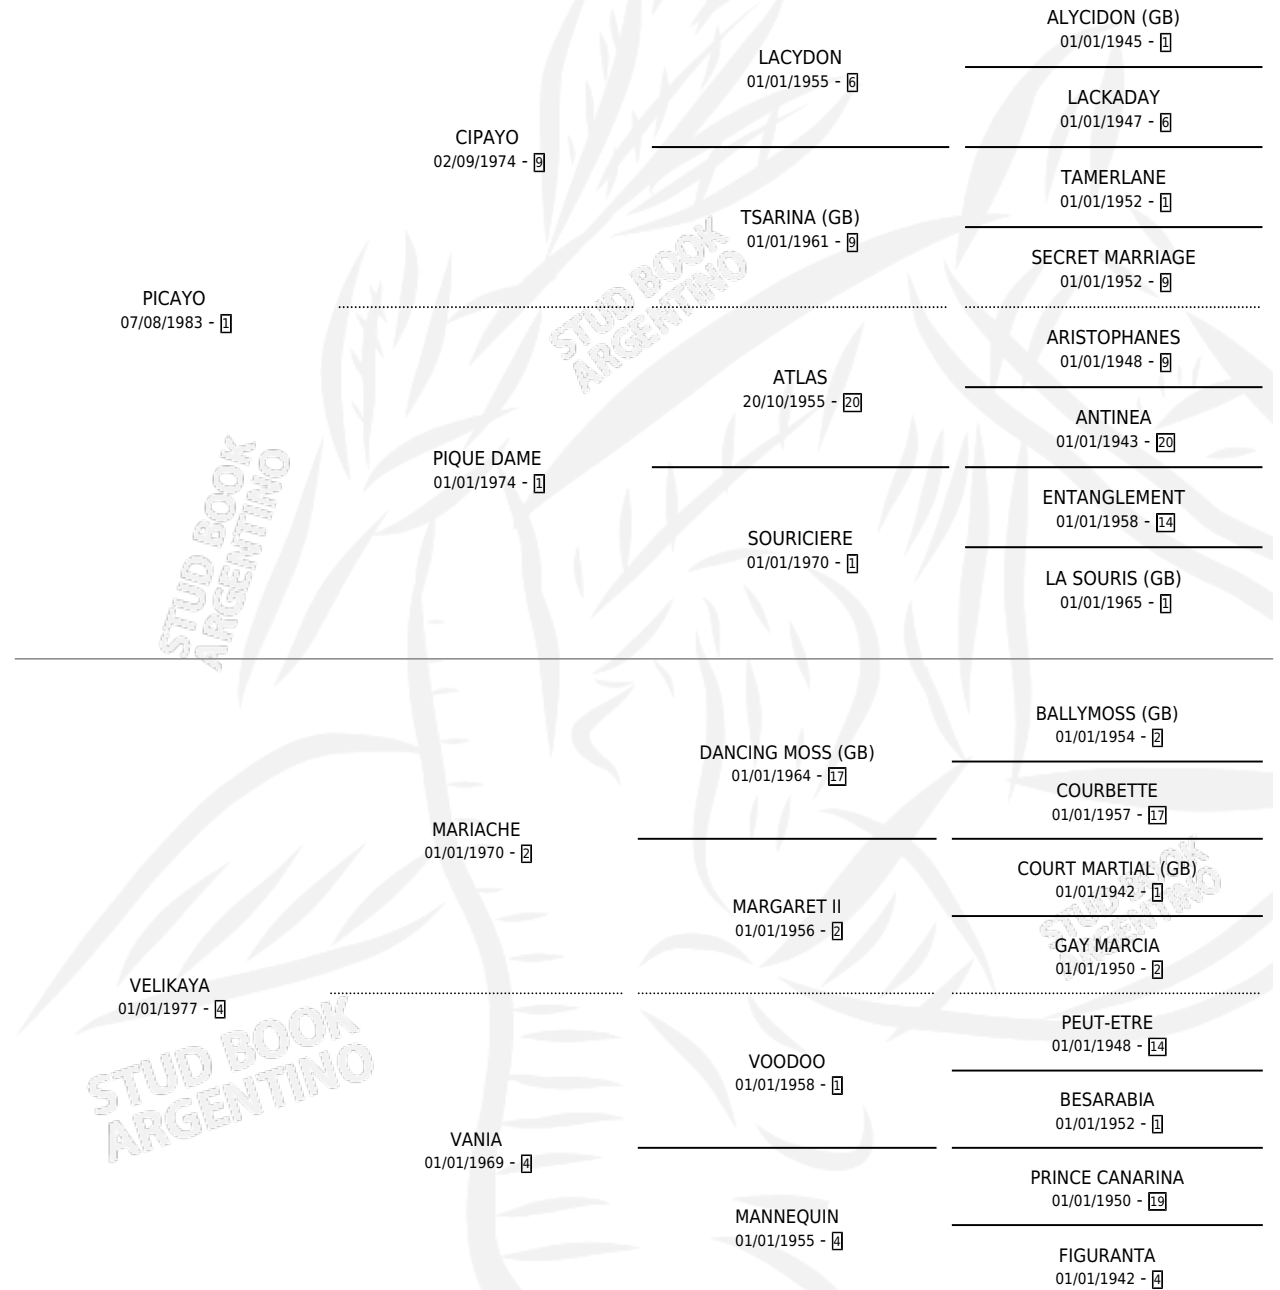 ALYCIDON (GB)
01/01/1945 - 1
LACYDON
01/01/1955 - 6
LACKADAY
01/01/1947 - 6
CIPAYO
02/09/1974 - 9
TAMERLANE
01/01/1952 - 1
TSARINA (GB)
01/01/1961 - 9
SECRET MARRIAGE
01/01/1952 - 9
PICAYO
07/08/1983 - 1
ARISTOPHANES
01/01/1948 - 9
ATLAS
20/10/1955 - 20
ANTINEA
01/01/1943 - 20
PIQUE DAME
01/01/1974 - 1
ENTANGLEMENT
01/01/1958 - 14
SOURICIERE
01/01/1970 - 1
LA SOURIS (GB)
01/01/1965 - 1
STUD BOOK
ARGENTINO
STUD BOOK
ARGENTINO
BALLYMOSS (GB)
01/01/1954 - 2
DANCING MOSS (GB)
01/01/1964 - 17
COURBETTE
01/01/1957 - 17
MARIACHE
01/01/1970 - 2
COURT MARTIAL (GB)
01/01/1942 - 1
MARGARET II
01/01/1956 - 2
GAY MARCIA
01/01/1950 - 2
VELIKAYA
01/01/1977 - 4
PEUT-ETRE
01/01/1948 - 14
VOODOO
01/01/1958 - 1
BESARABIA
01/01/1952 - 1
VANIA
01/01/1969 - 4
PRINCE CANARINA
01/01/1950 - 19
MANNEQUIN
01/01/1955 - 4
FIGURANTA
01/01/1942 - 4
STUD BOOK
ARGENTINO
STUD BOOK
ARGENTINO